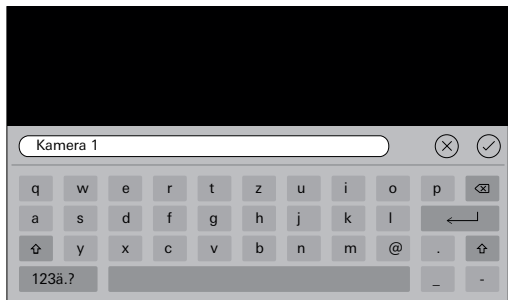 Kamera 1
q w e r t z u i o p
a s d f g h j k l
y x c v b n m @ .
123ä.? _ -